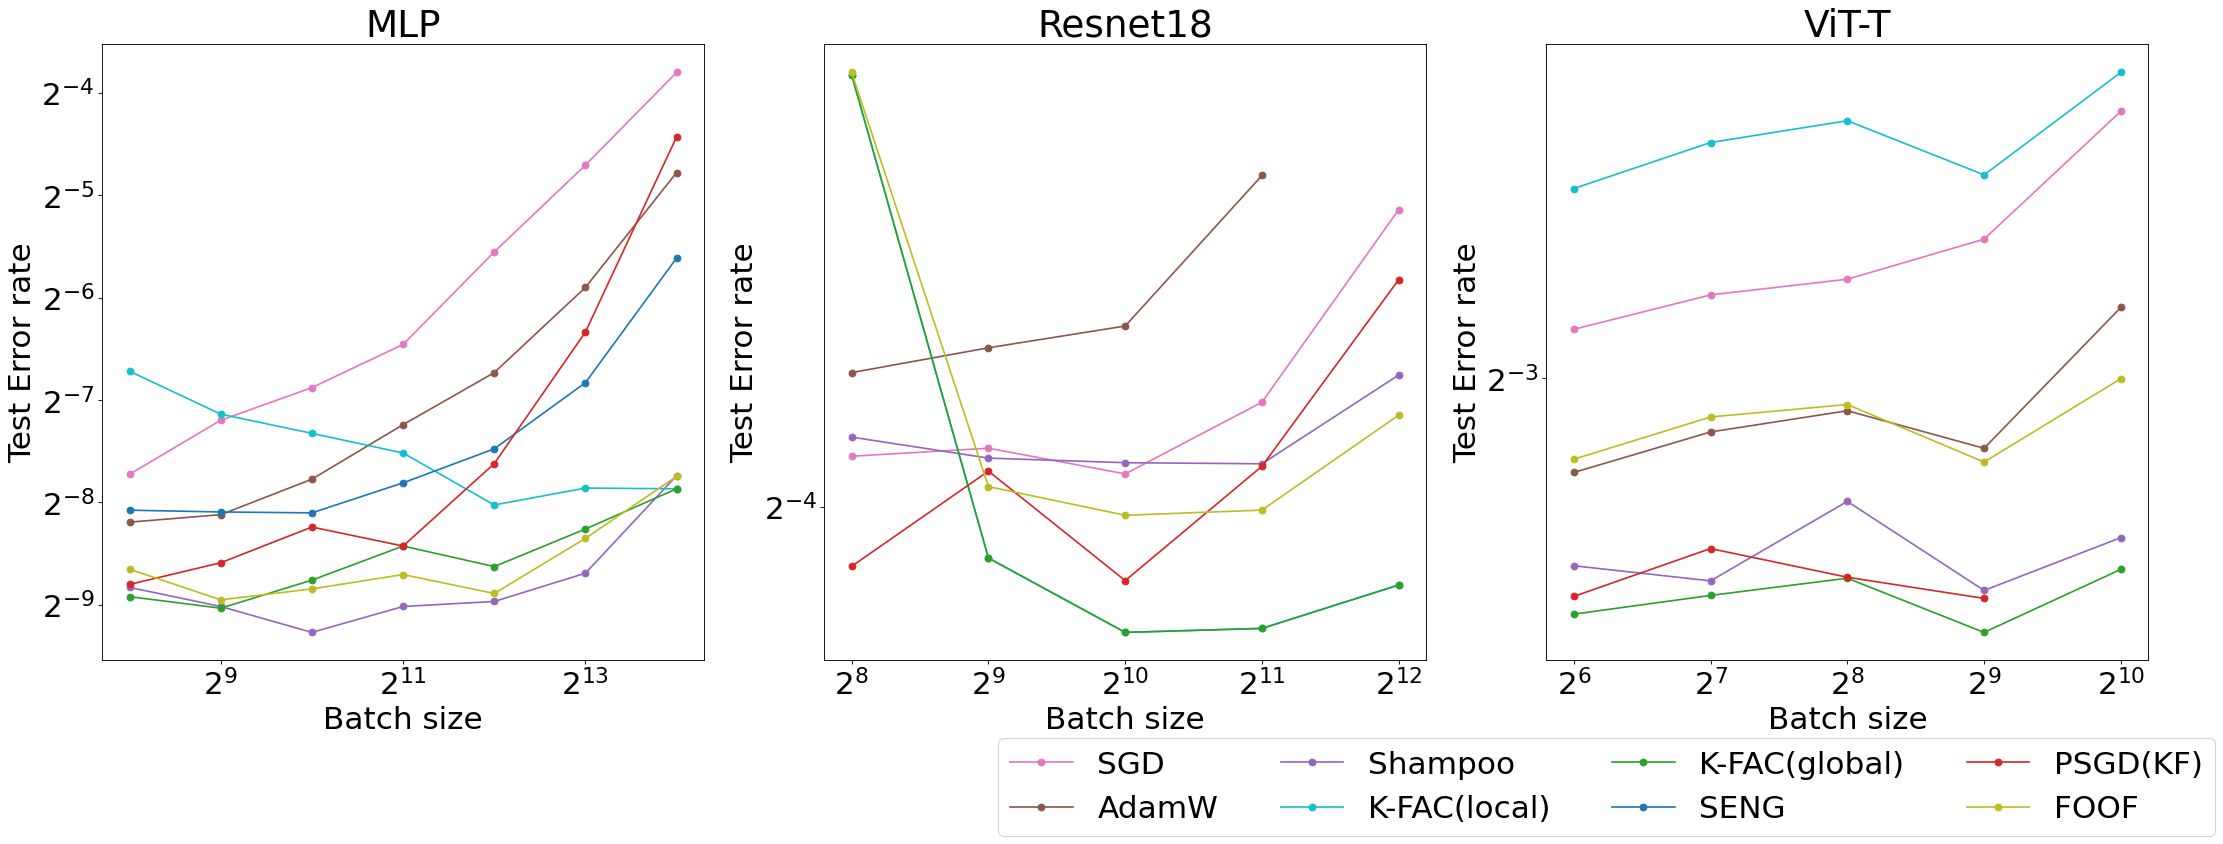 MLP
Test Error rate
2^-4
2^-5
2^-6
2^-7
2^-8
2^-9
2^9 2^11 2^13
Batch size
Resnet18
Test Error rate
2^-4
2^8 2^9 2^10 2^11 2^12
Batch size
ViT-T
Test Error rate
2^-3
2^6 2^7 2^8 2^9 2^10
Batch size
SGD Shampoo K-FAC(global) PSGD(KF)
AdamW K-FAC(local) SENG FOOF